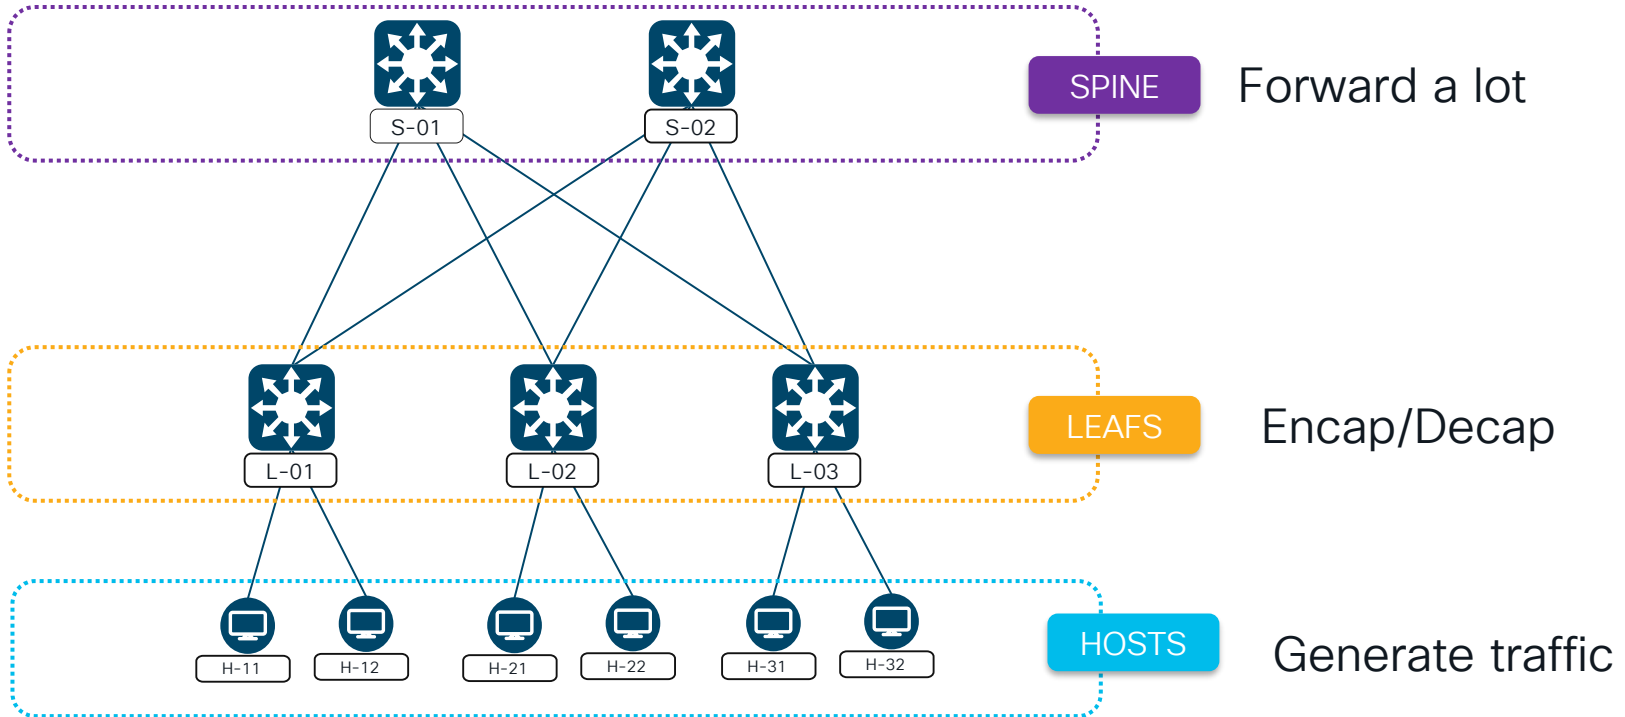 S-01
S-02
SPINE
Forward a lot
L-01
L-02
L-03
LEAFS
Encap/Decap
H-11
H-12
H-21
H-22
H-31
H-32
HOSTS
Generate traffic